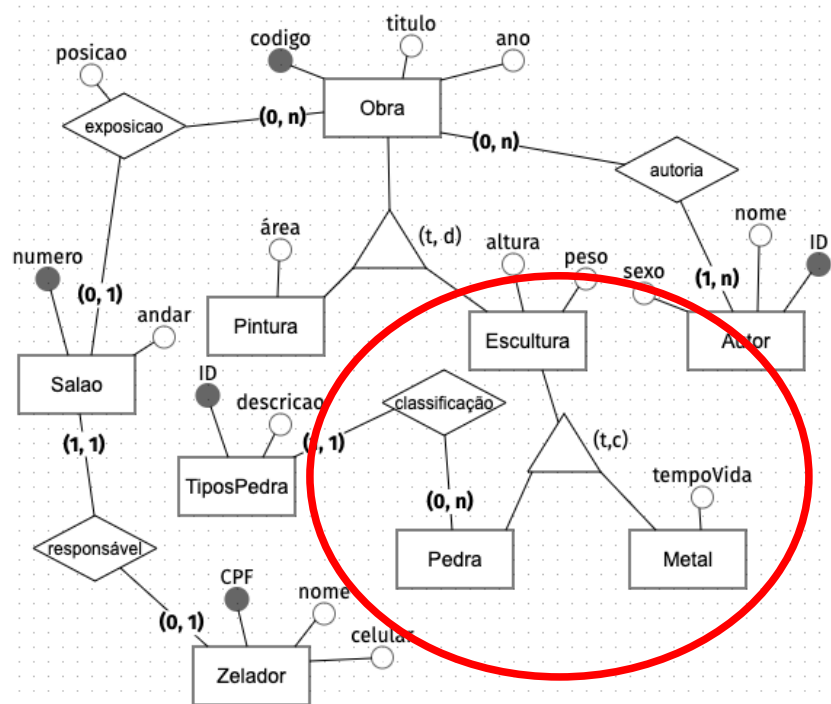 titulo
codigo
ano
posicao
Obra
exposicao
(0, n)
(0, n)
autoria
nome
ID
área
(t, d)
altura
peso
sexo
numero
(1, n)
(0, 1)
andar
Pintura
Escultura
Autor
Salao
ID
descricao
classificação
(1, 1)
(t,c)
, 1)
tempoVida
TiposPedra
(0, n)
responsável
Pedra
Metal
CPF
nome
(0, 1)
celular
Zelador